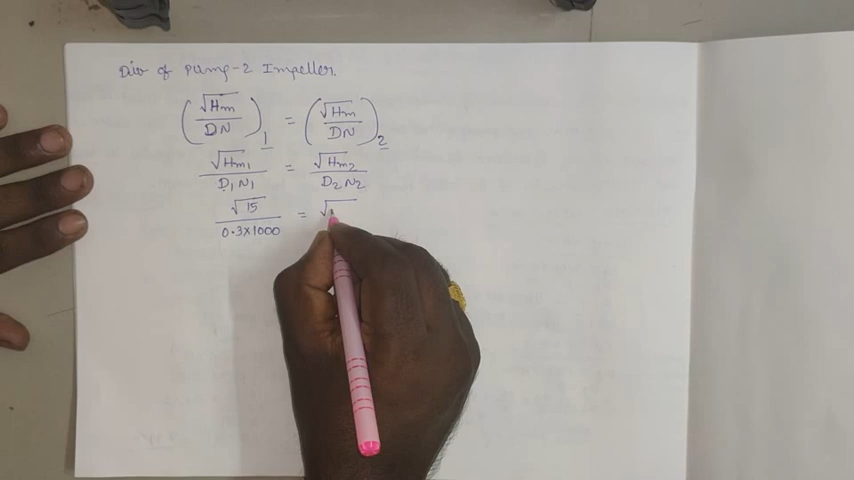 Dia of Pump-2 Impeller.
(√Hm / DN)1 = (√Hm / DN)2
√Hm1 / D1N1 = √Hm2 / D2N2
√15 / 0.3×1000 = √